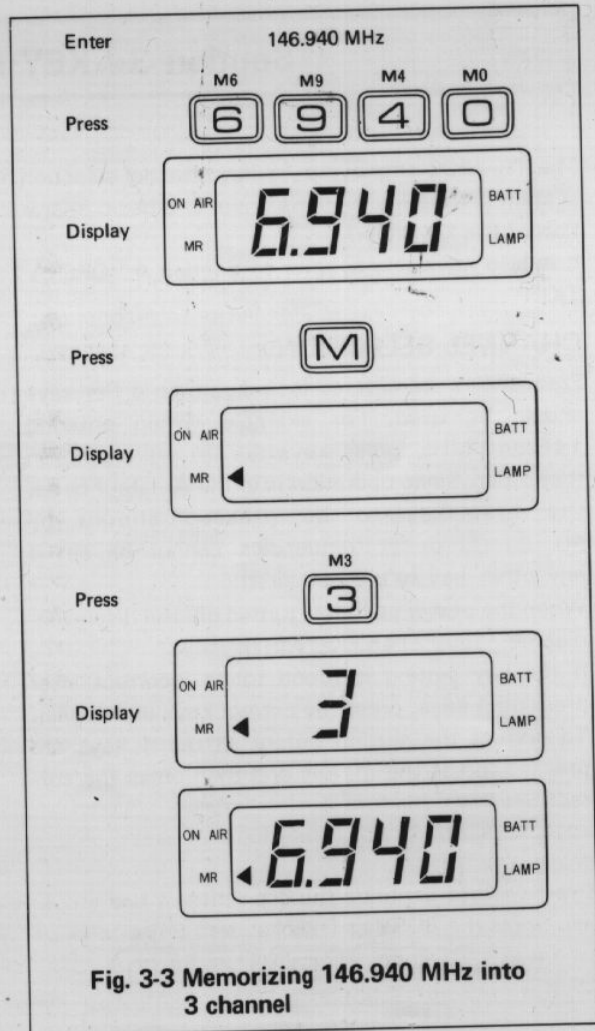 Enter 146.940 MHz
M6 M9 M4 M0
Press 6 9 4 0
ON AIR BATT
Display 6.940
MR LAMP
Press M
ON AIR BATT
Display
MR LAMP
M3
Press 3
ON AIR BATT
Display 3
MR LAMP
ON AIR BATT
6.940
MR LAMP
Fig. 3-3 Memorizing 146.940 MHz into
3 channel